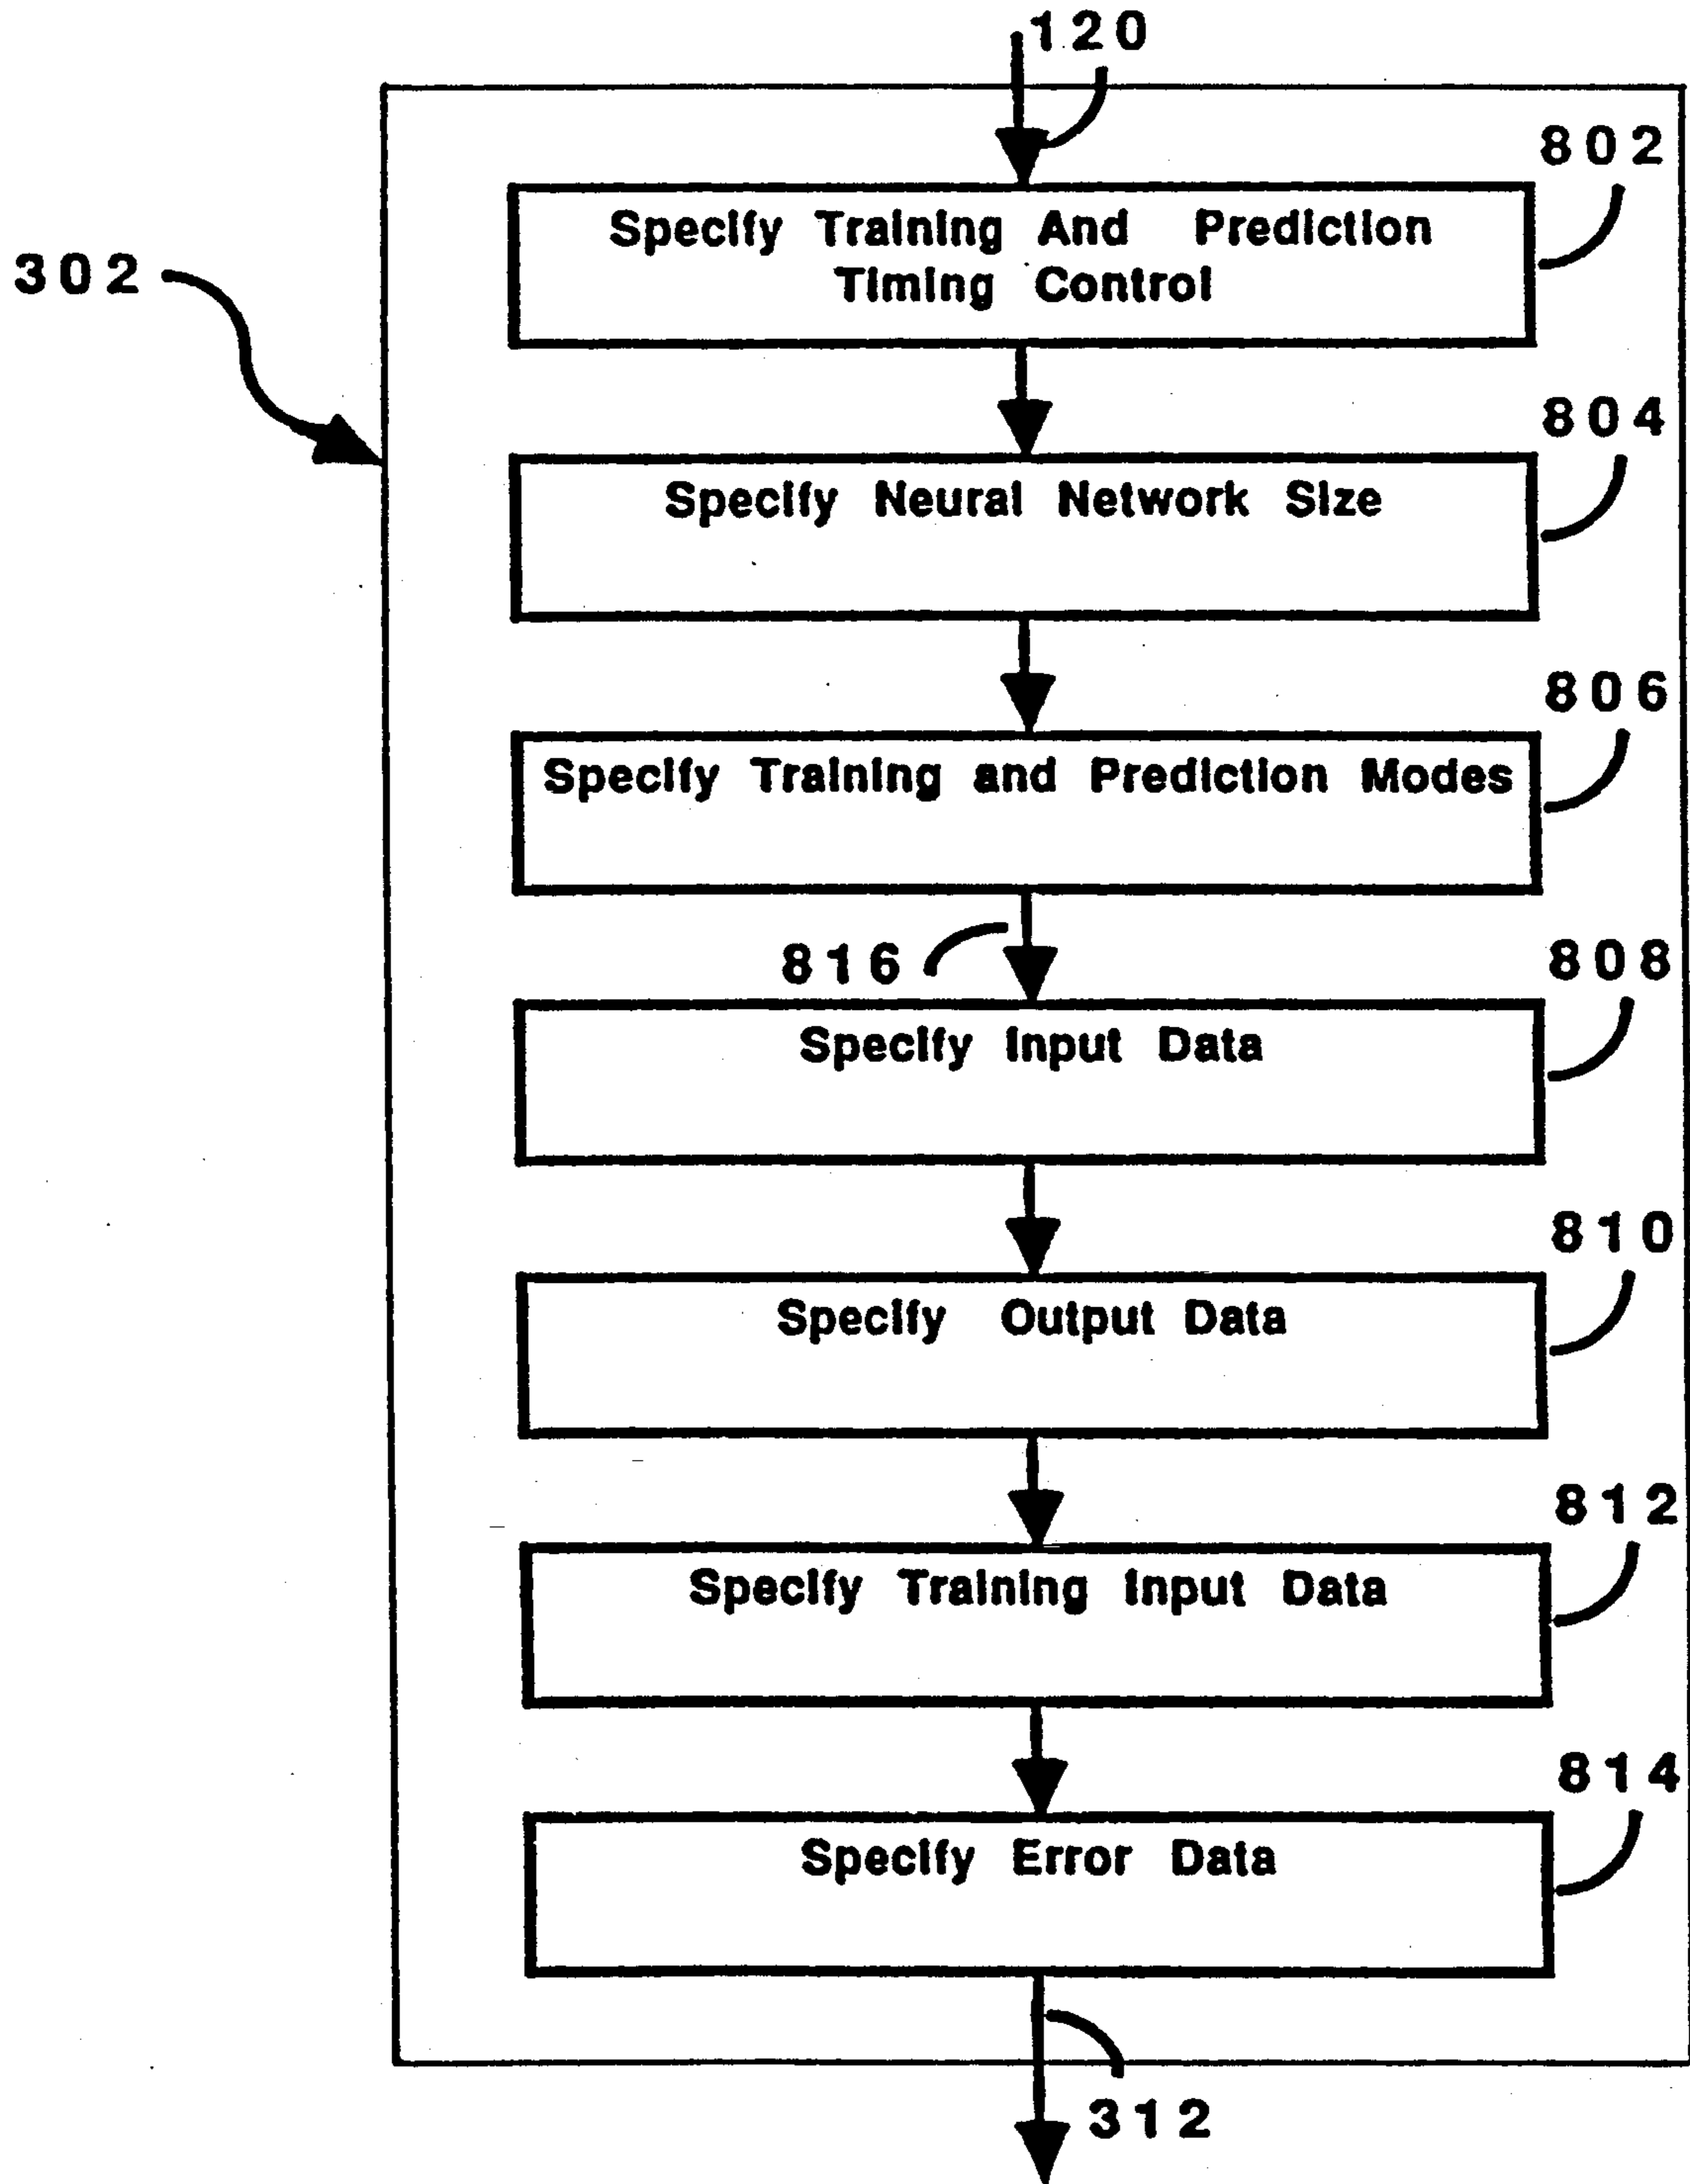 120
802
Specify Training And Prediction
Timing Control
302
804
Specify Neural Network Size
806
Specify Training and Prediction Modes
816
808
Specify Input Data
810
Specify Output Data
812
Specify Training Input Data
814
Specify Error Data
312